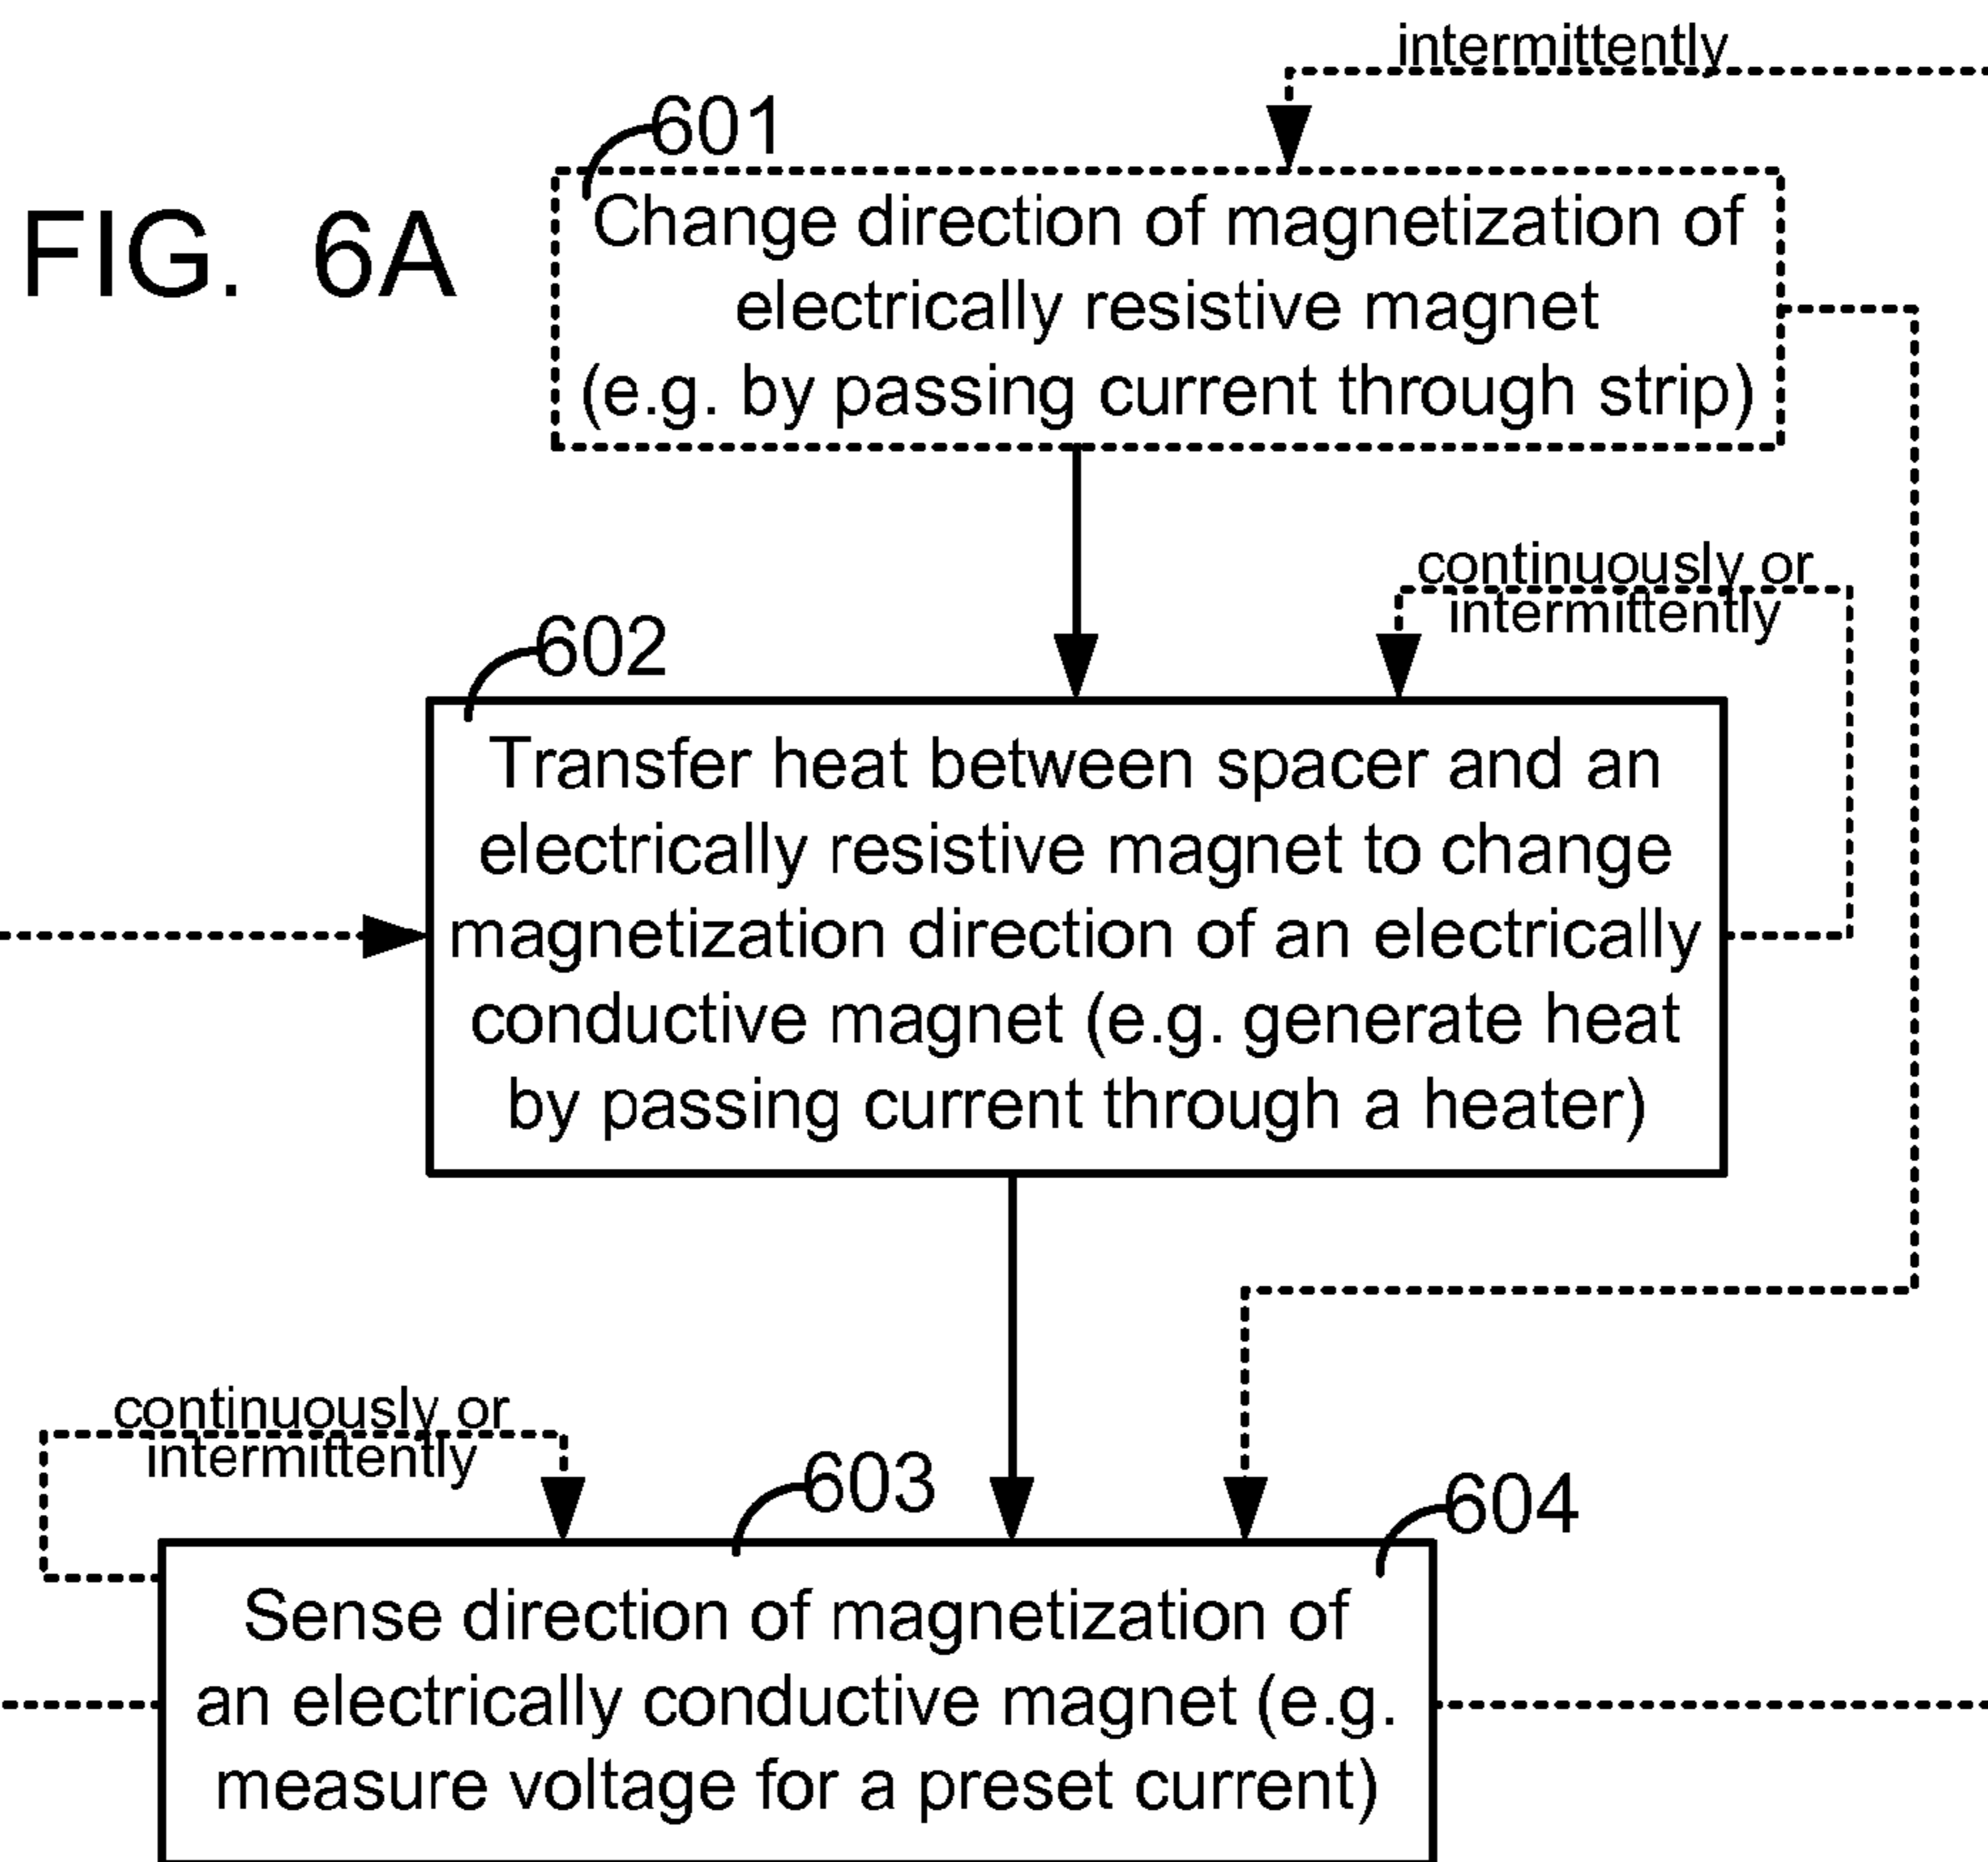 intermittently
601
FIG. 6A
Change direction of magnetization of
electrically resistive magnet
(e.g. by passing current through strip)
continuously or
intermittently
602
Transfer heat between spacer and an
electrically resistive magnet to change
magnetization direction of an electrically
conductive magnet (e.g. generate heat
by passing current through a heater)
continuously or
intermittently
603
604
Sense direction of magnetization of
an electrically conductive magnet (e.g.
measure voltage for a preset current)